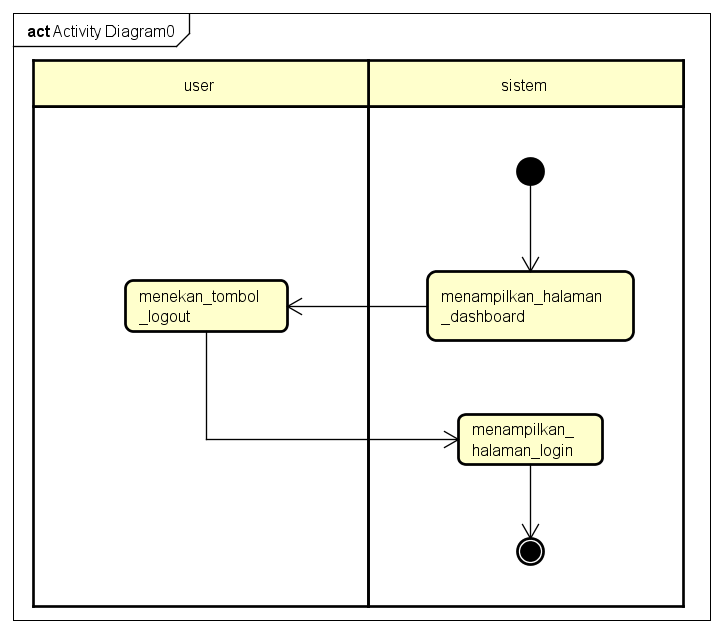 act Activity Diagram0
user
sistem
menekan_tombol
_logout
menampilkan_halaman
_dashboard
menampilkan_
halaman_login